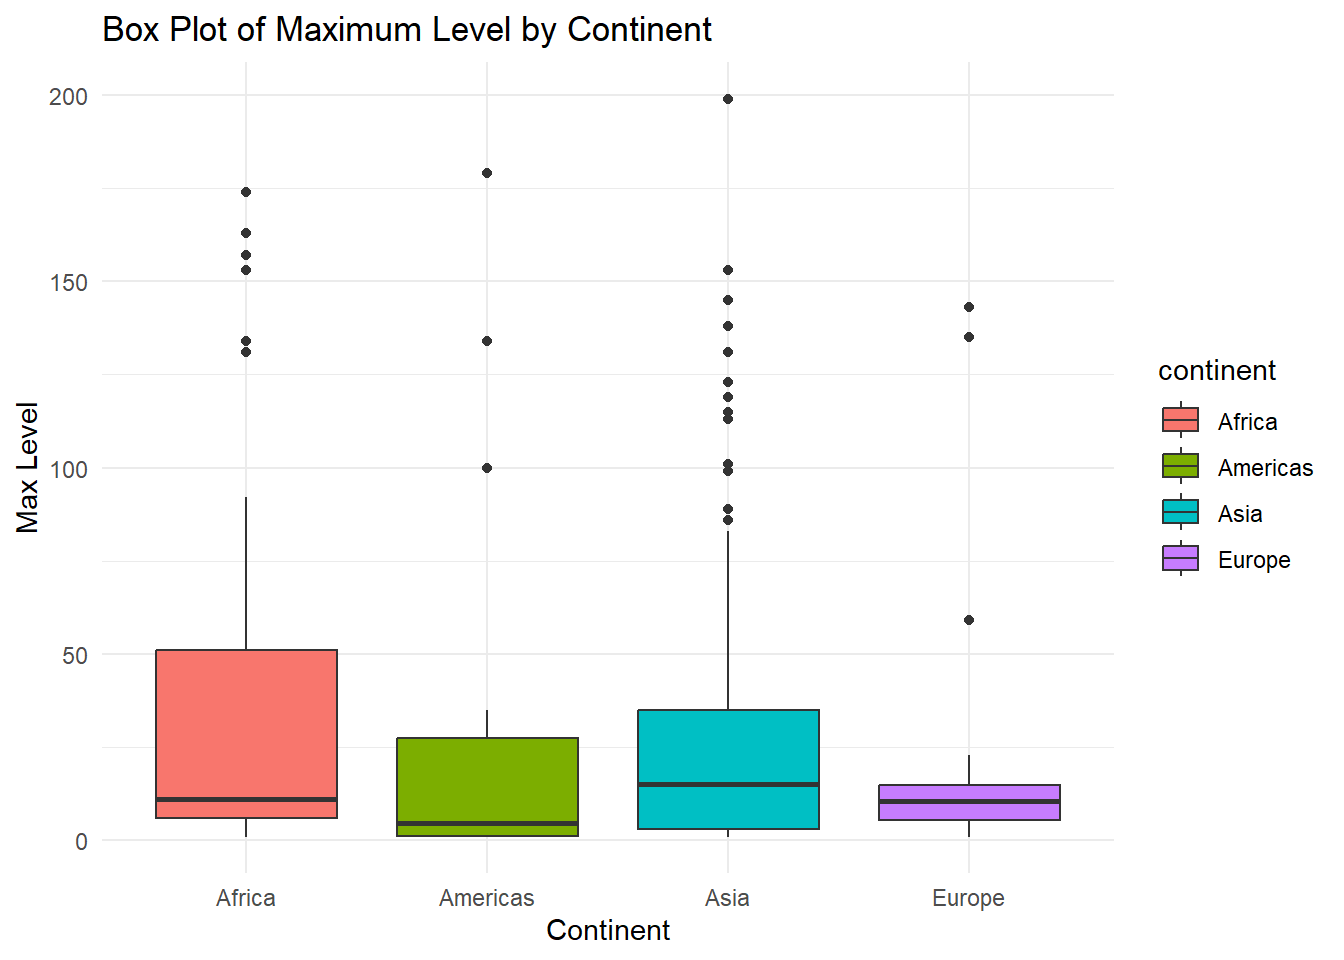 Box Plot of Maximum Level by Continent
200
150
100
50
0
Max Level
Africa
Americas
Asia
Europe
Continent
continent
Africa
Americas
Asia
Europe